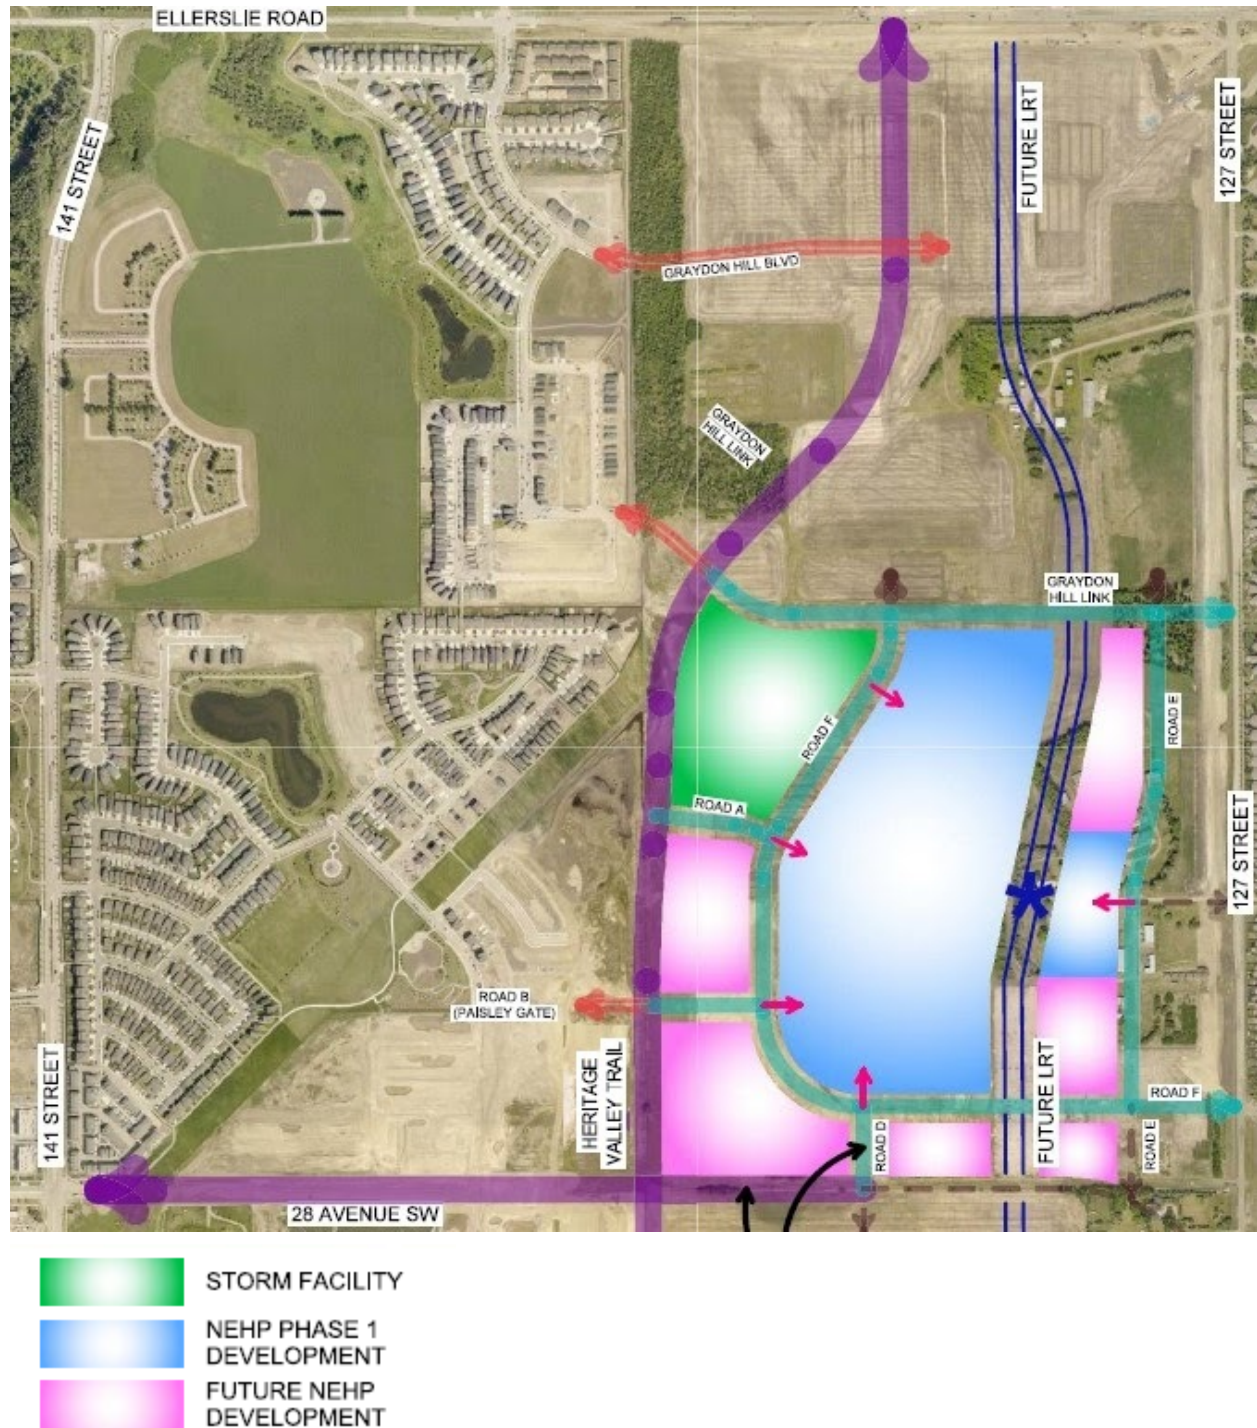 ELLERSLIE ROAD
141 STREET
FUTURE LRT
127 STREET
GRAYDON HILL BLVD
GRAYDON
HILL LINK
GRAYDON
HILL LINK
ROAD E
ROAD F
ROAD A
127 STREET
ROAD B
(PAISLEY GATE)
141 STREET
HERITAGE
VALLEY TRAIL
ROAD F
ROAD D
FUTURE LRT
ROAD E
28 AVENUE SW
STORM FACILITY
NEHP PHASE 1
DEVELOPMENT
FUTURE NEHP
DEVELOPMENT